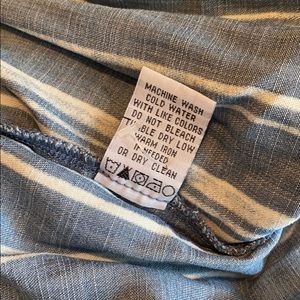 MACHINE WASH
COLD WATER
WITH LIKE COLORS
DO NOT BLEACH
TUMBLE DRY LOW
WARM IRON
IF NEEDED
OR DRY CLEAN